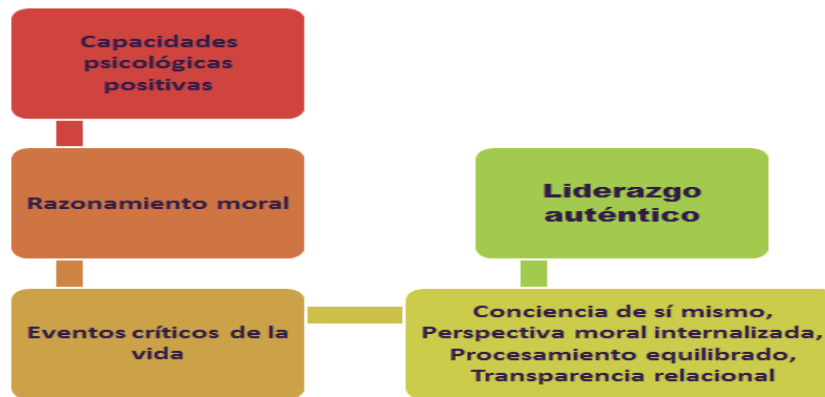 Capacidades
psicológicas
positivas
Razonamiento moral
Eventos críticos de la
vida
Conciencia de sí mismo,
Perspectiva moral internalizada,
Procesamiento equilibrado,
Transparencia relacional
Liderazgo
auténtico